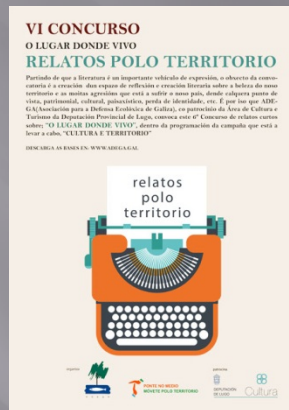 VI CONCURSO
O LUGAR DONDE VIVO
RELATOS POLO TERRITORIO
Partindo de que a literatura é un importante vehículo de expresión, o obxecto da convo-
catoria é a creación dun espazo de reflexión e creación literaria sobre a beleza do noso
territorio e as moitas agresións que está a sufrir o noso país, dende calquera punto de
vista, patrimonial, cultural, paisaxístico, perda de identidade, etc. É por iso que ADE-
GA(Asociación para a Defensa Ecolóxica de Galiza), co patrocinio da Área de Cultura e
Turismo da Deputación Provincial de Lugo, convoca este 6º Concurso de relatos curtos
sobre; "O LUGAR DONDE VIVO", dentro da programación da campaña que está a
levar a cabo, "CULTURA E TERRITORIO"
DESCARGA AS BASES EN: WWW.ADEGA.GAL
relatos
polo
territorio
PONTE NO MEDIO
MÓVETE POLO TERRITORIO
DEPUTACIÓN
DE LUGO
Cultura